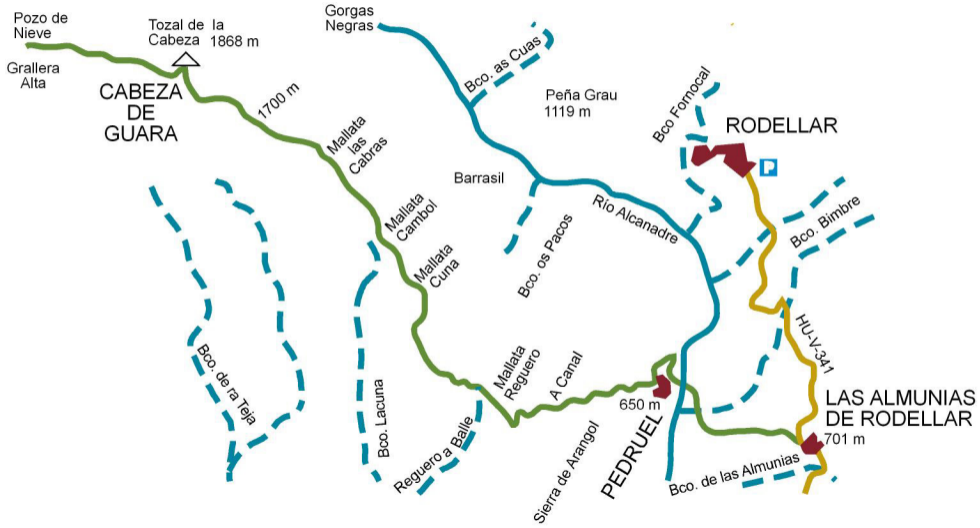 Pozo de
Nieve
Grallera
Alta
Tozal de la
Cabeza 1868 m
CABEZA
DE
GUARA
1700 m
Mallata
las
Cabras
Mallata
Cambol
Mallata
Cuna
Gorgas
Negras
Bco. as Cuas
Peña Grau
1119 m
Barrasil
Bco. os Pacos
Río Alcanadre
Bco Fornocal
RODELLAR
P
Bco. Bimbre
HU-V-341
LAS ALMUNIAS
DE RODELLAR
701 m
Bco. de las Almunias
PEDRUEL
650 m
Sierra de Arangol
A Canal
Mallata
Reguero
Reguero
a Balle
Bco. Lacuna
Bco. de ra Teja